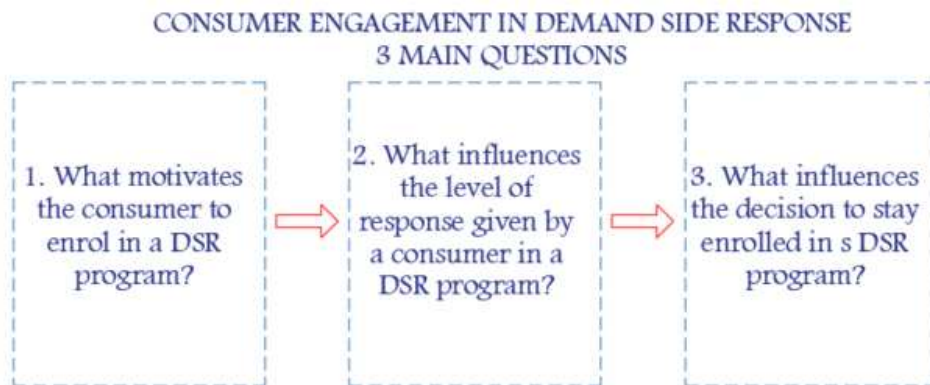 CONSUMER ENGAGEMENT IN DEMAND SIDE RESPONSE
3 MAIN QUESTIONS
1. What motivates
the consumer to
enrol in a DSR
program?
2. What influences
the level of
response given by
a consumer in a
DSR program?
3. What influences
the decision to stay
enrolled in s DSR
program?